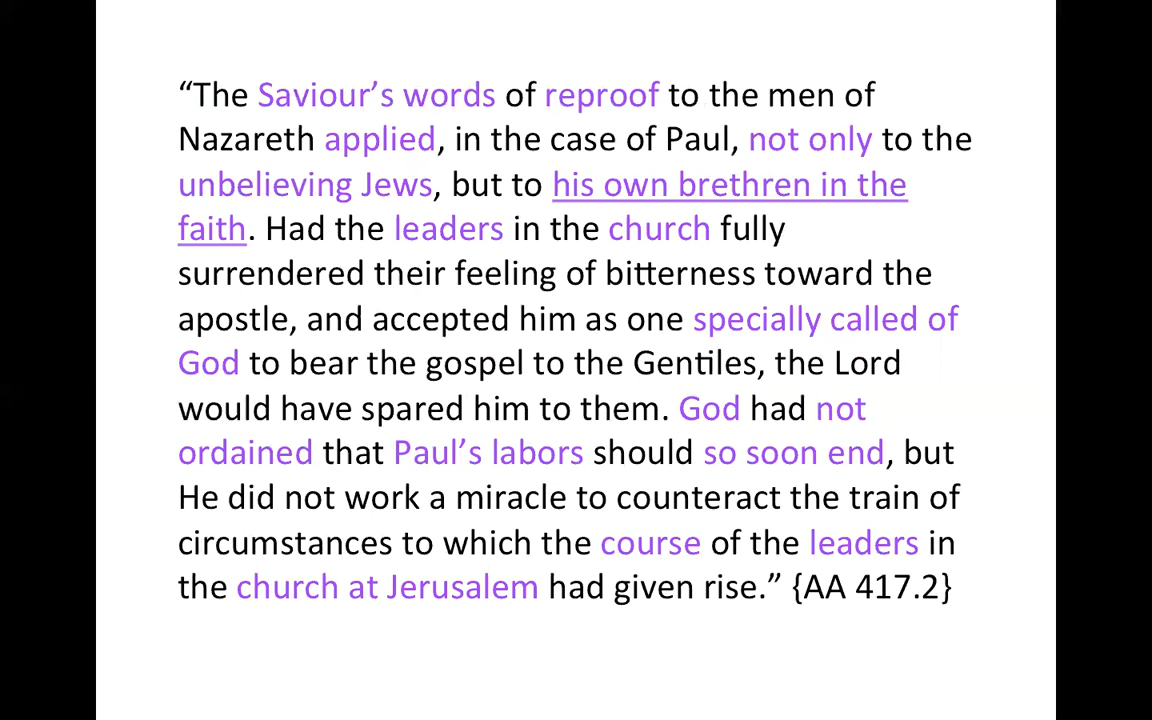 “The Saviour’s words of reproof to the men of
Nazareth applied, in the case of Paul, not only to the
unbelieving Jews, but to his own brethren in the
faith. Had the leaders in the church fully
surrendered their feeling of bitterness toward the
apostle, and accepted him as one specially called of
God to bear the gospel to the Gentiles, the Lord
would have spared him to them. God had not
ordained that Paul’s labors should so soon end, but
He did not work a miracle to counteract the train of
circumstances to which the course of the leaders in
the church at Jerusalem had given rise.” {AA 417.2}